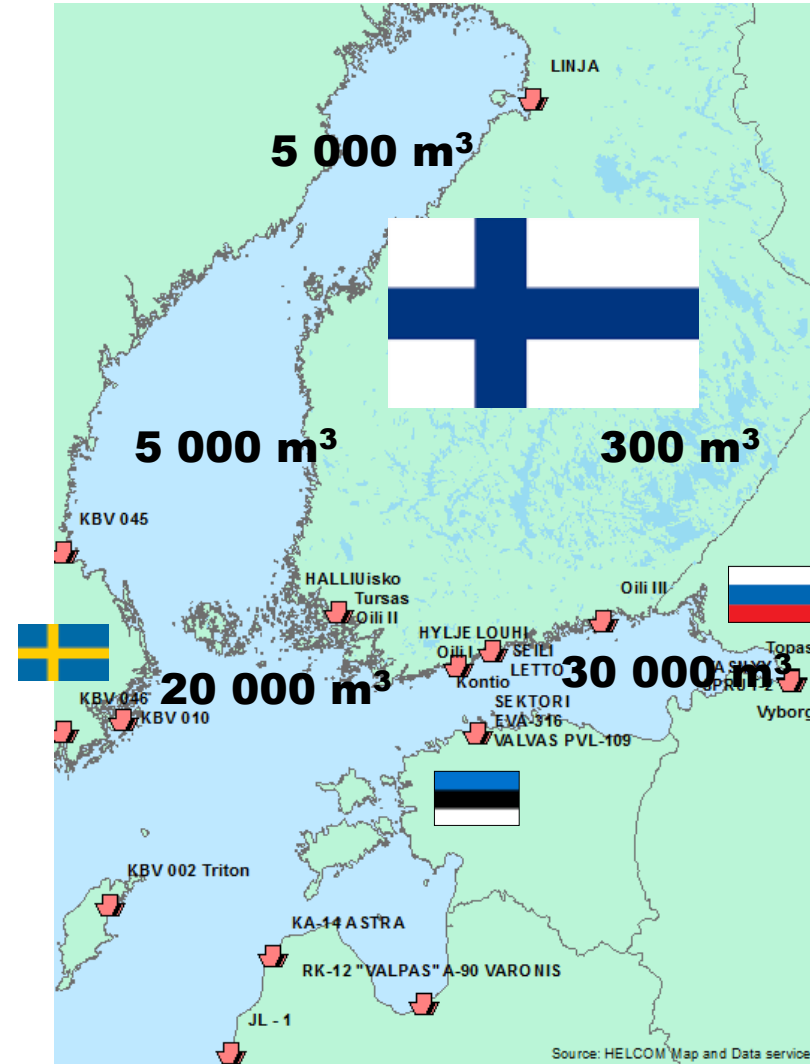 LINJA
5 000 m³
5 000 m³
300 m³
KBV 045
HALLIUisko
Tursas
Oili II
Oili III
HYLJE LOUHI
Oili I
SEILI
LETTO
Kontio
30 000 m³
Topas
SPRUT 2
Vyborg
20 000 m³
KBV 046
KBV 010
SEKTORI
EVA-316
VALVAS PVL-109
KBV 002 Triton
KA-14 ASTRA
RK-12 "VALPAS" A-90 VARONIS
JL - 1
Source: HELCOM Map and Data service